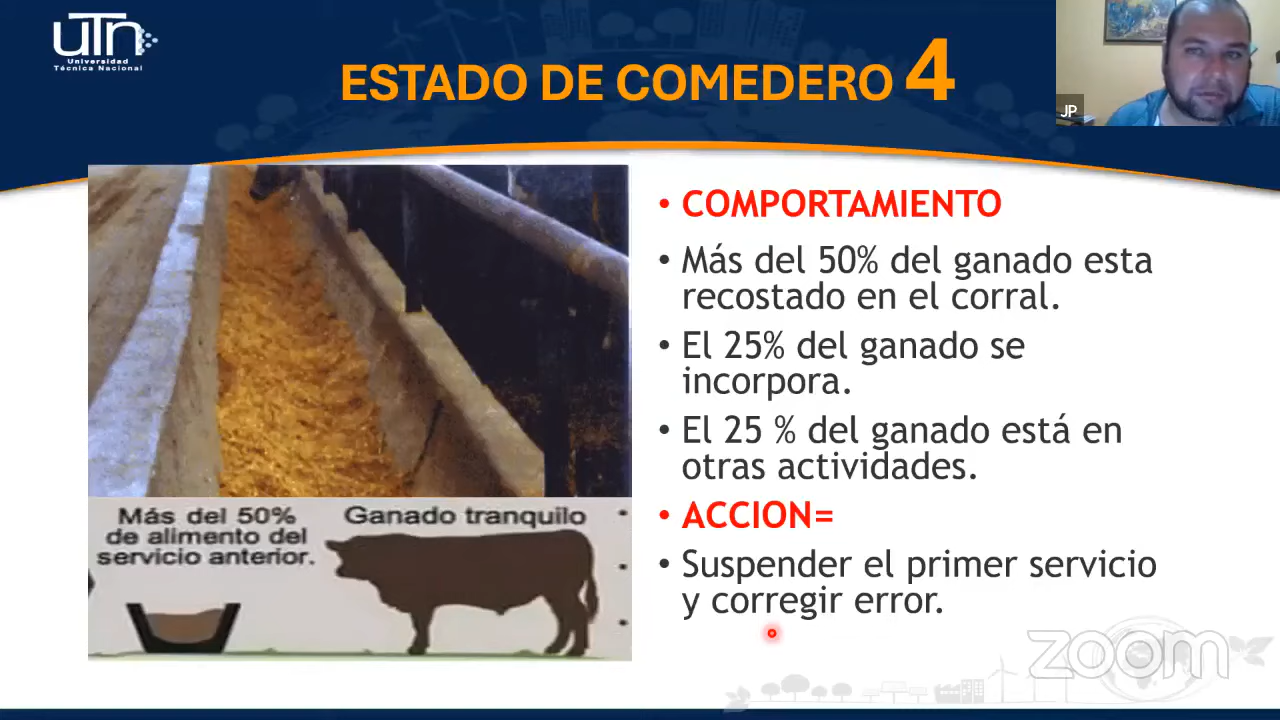 utn
Universidad
Técnica Nacional
ESTADO DE COMEDERO 4
JP
• COMPORTAMIENTO
• Más del 50% del ganado esta
recostado en el corral.
• El 25% del ganado se
incorpora.
• El 25 % del ganado está en
otras actividades.
• ACCION=
• Suspender el primer servicio
y corregir error.
Más del 50%
de alimento del
servicio anterior.
Ganado tranquilo
zoom